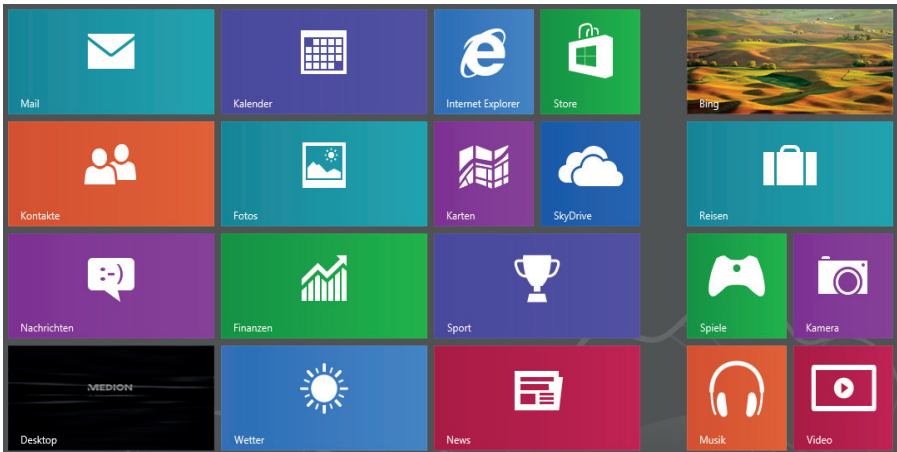 Mail
Kalender
Internet Explorer
Store
Bing
Kontakte
Fotos
Karten
SkyDrive
Reisen
:-)
Nachrichten
Finanzen
Sport
Spiele
Kamera
MEDION
Desktop
Wetter
News
Musik
Video